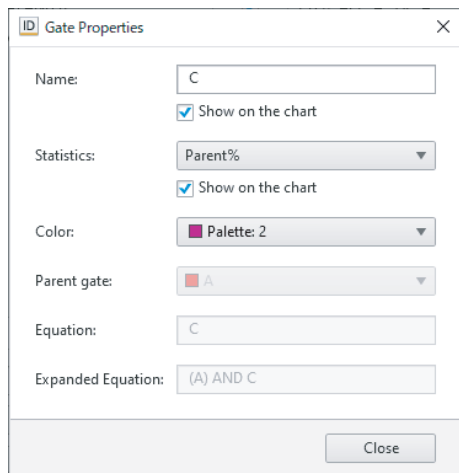 ID Gate Properties
Name: C
Show on the chart
Statistics: Parent%
Show on the chart
Color: Palette: 2
Parent gate: A
Equation: C
Expanded Equation: (A) AND C
Close